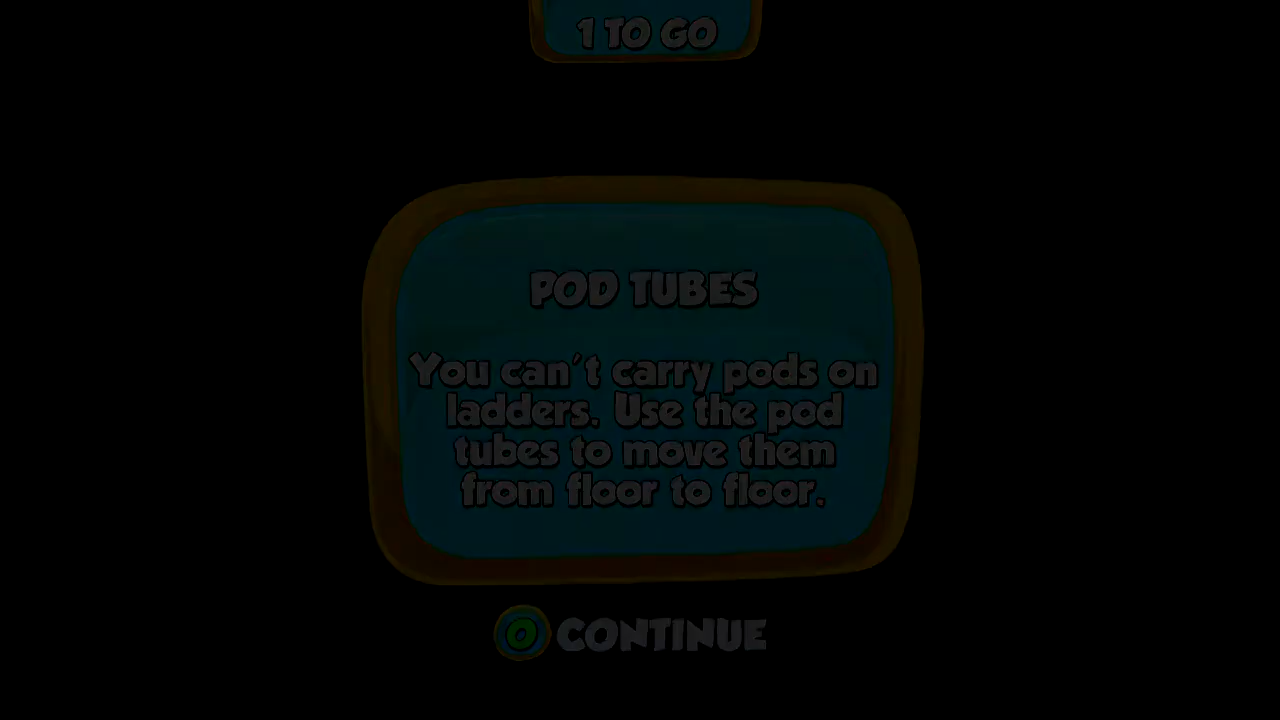 1 TO GO
POD TUBES
You can't carry pods on
ladders. Use the pod
tubes to move them
from floor to floor.
O CONTINUE